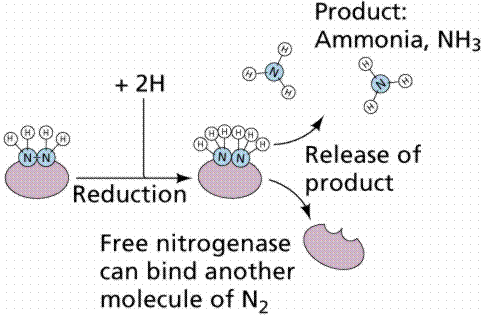 Product:
Ammonia, NH3
H
H
N
H
H
H
N
H
+ 2H
H H H H
N N
H H H H H H
N N
Reduction
Release of
product
Free nitrogenase
can bind another
molecule of N2